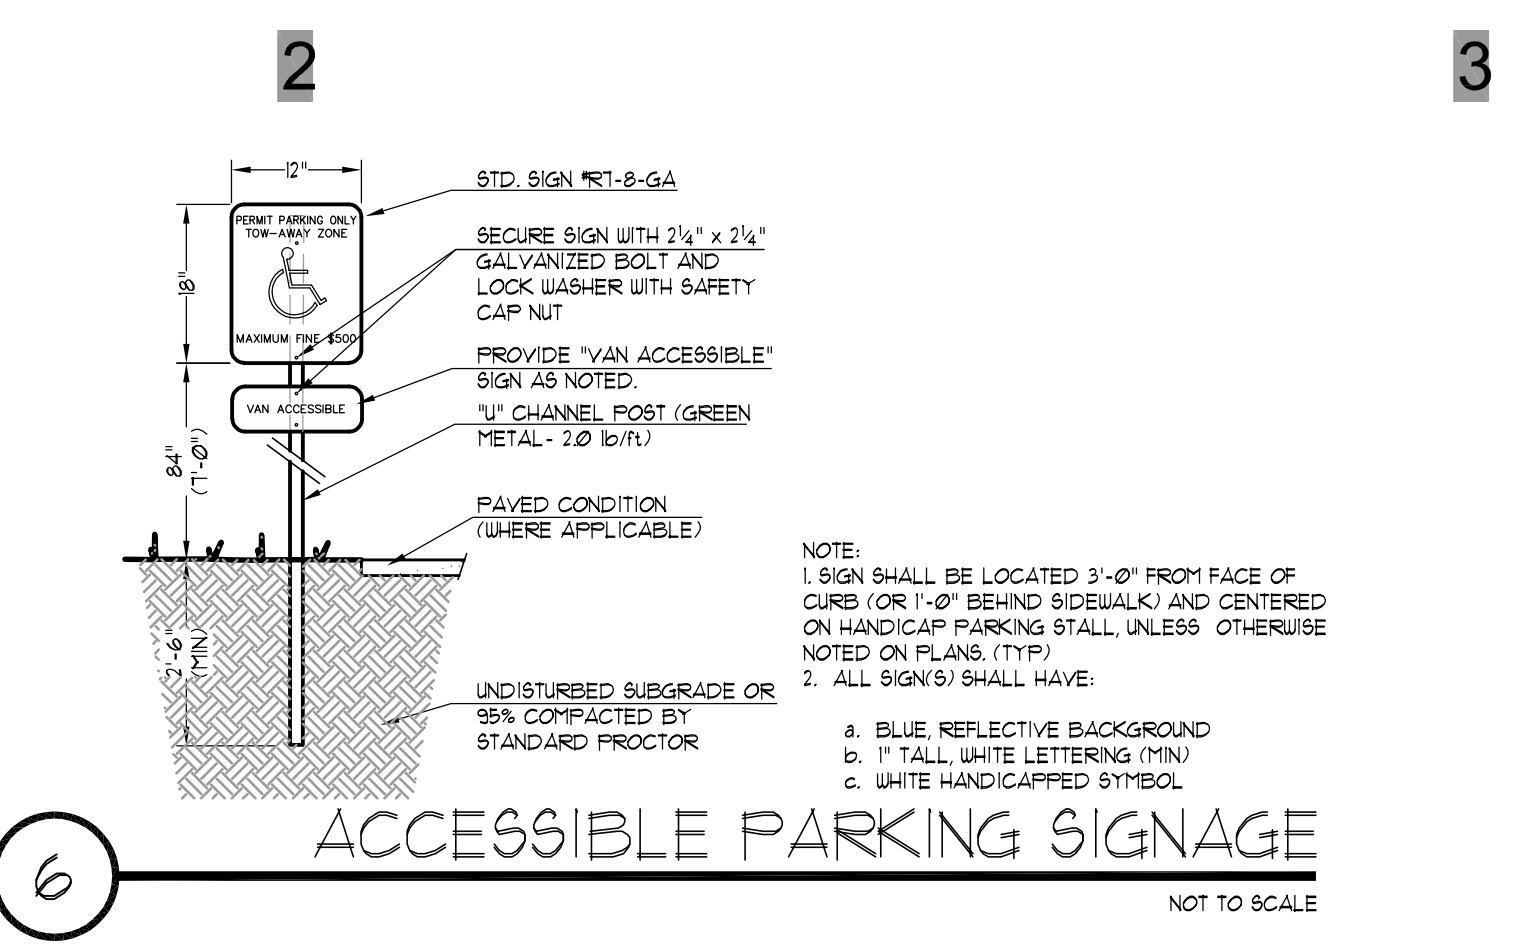 2
3
12"
PERMIT PARKING ONLY
TOW-AWAY ZONE
18"
MAXIMUM FINE $500
VAN ACCESSIBLE
84"
(7'-0")
2'-6"
(MIN)
STD. SIGN #R7-8-GA
SECURE SIGN WITH 2¼" x 2¼"
GALVANIZED BOLT AND
LOCK WASHER WITH SAFETY
CAP NUT
PROVIDE "VAN ACCESSIBLE"
SIGN AS NOTED.
"U" CHANNEL POST (GREEN
METAL- 2.0 lb/ft)
PAVED CONDITION
(WHERE APPLICABLE)
UNDISTURBED SUBGRADE OR
95% COMPACTED BY
STANDARD PROCTOR
NOTE:
1. SIGN SHALL BE LOCATED 3'-0" FROM FACE OF
CURB (OR 1'-0" BEHIND SIDEWALK) AND CENTERED
ON HANDICAP PARKING STALL, UNLESS OTHERWISE
NOTED ON PLANS. (TYP)
2. ALL SIGN(S) SHALL HAVE:
a. BLUE, REFLECTIVE BACKGROUND
b. 1" TALL, WHITE LETTERING (MIN)
c. WHITE HANDICAPPED SYMBOL
6
ACCESSIBLE PARKING SIGNAGE
NOT TO SCALE